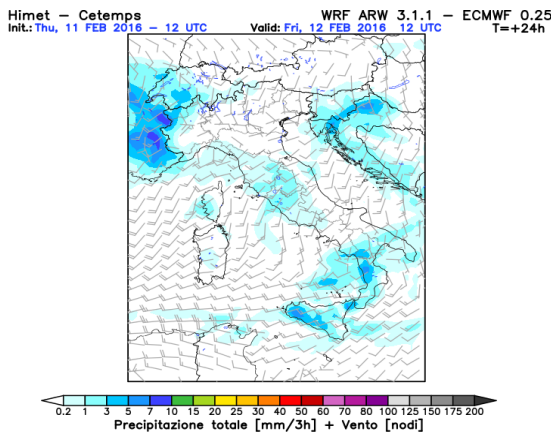 Himet – Cetemps WRF ARW 3.1.1 – ECMWF 0.25
Init.: Thu, 11 FEB 2016 – 12 UTC Valid: Fri, 12 FEB 2016 12 UTC T=+24h
0.2 1 3 5 7 10 15 20 25 30 40 50 60 70 80 100 125 150 175 200
Precipitazione totale [mm/3h] + Vento [nodi]